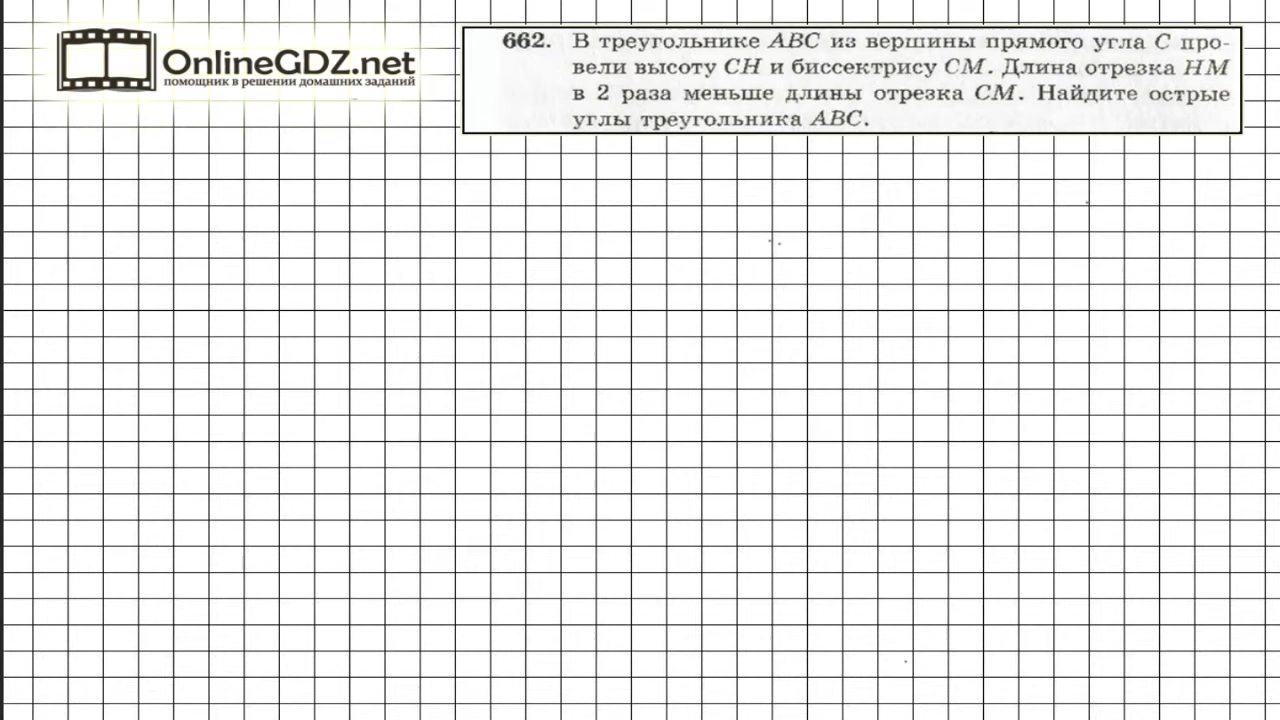 OnlineGDZ.net
помощник в решении домашних заданий
662. В треугольнике ABC из вершины прямого угла C про-
вели высоту CH и биссектрису CM. Длина отрезка HM
в 2 раза меньше длины отрезка CM. Найдите острые
углы треугольника ABC.